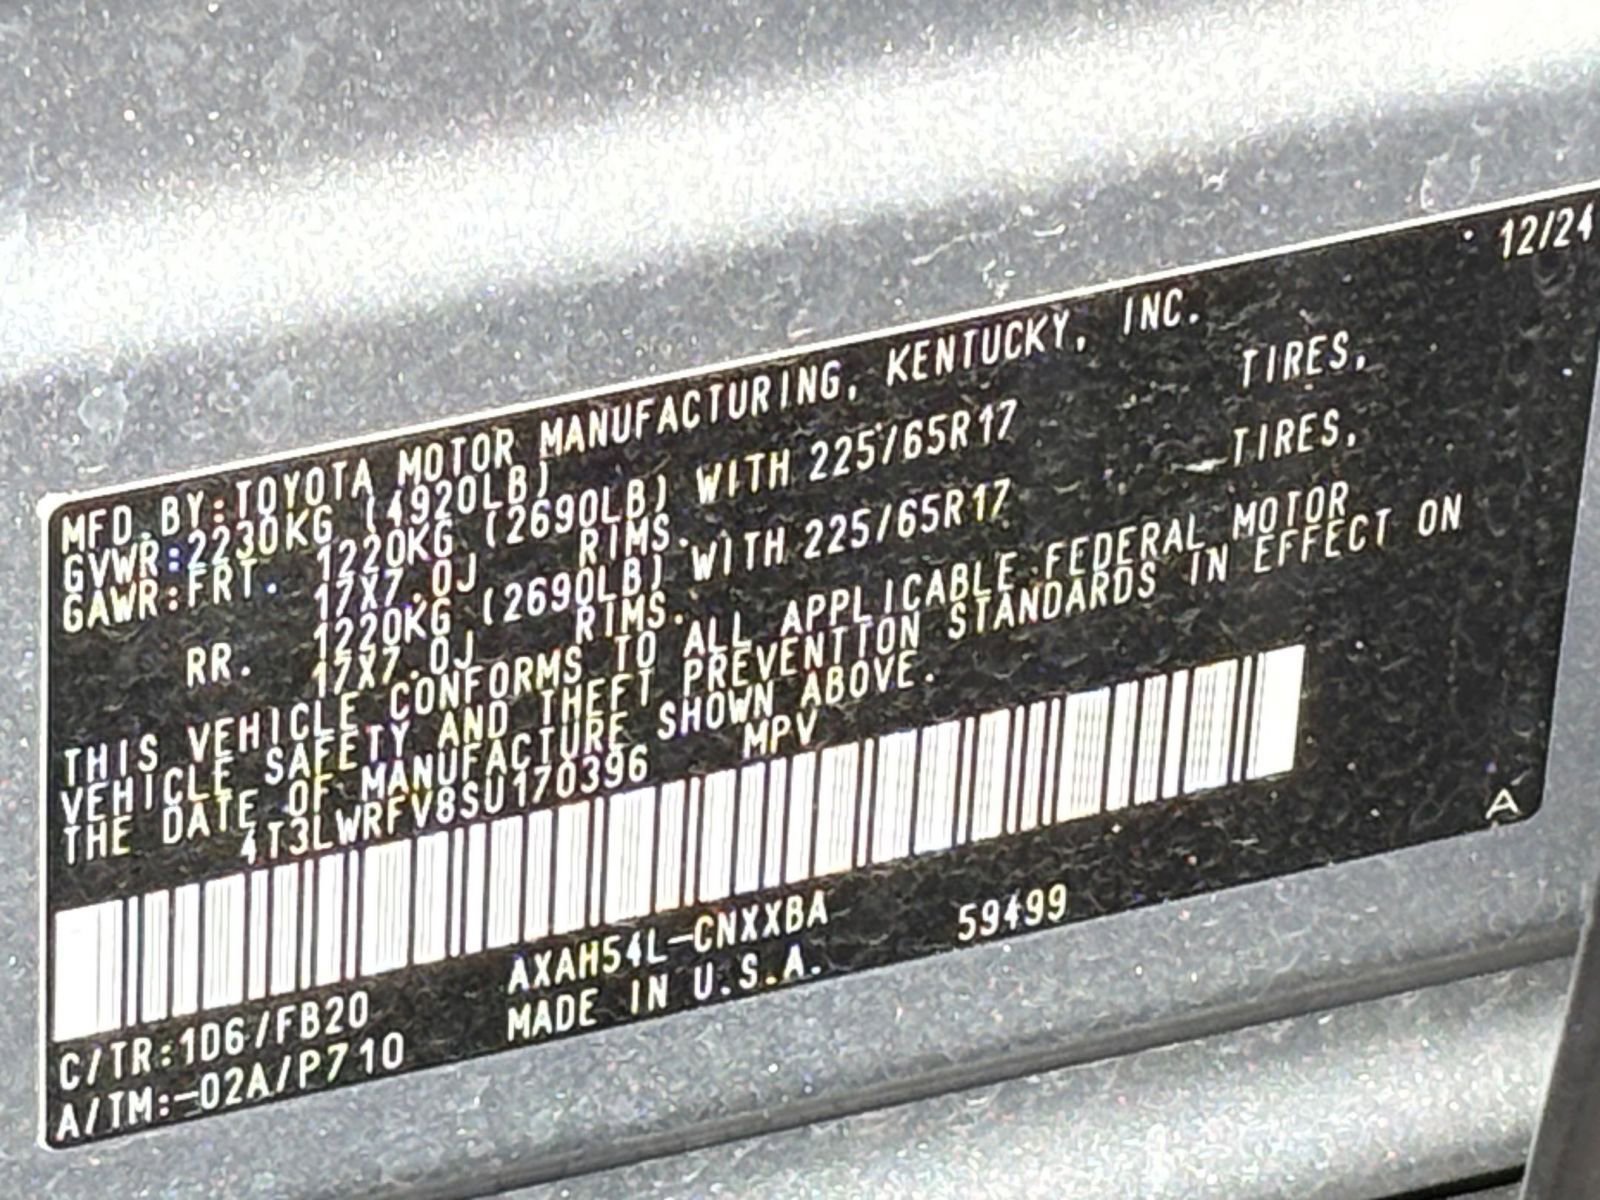 12/24
MFD.BY:TOYOTA MOTOR MANUFACTURING, KENTUCKY, INC.
GVWR:2230KG (4920LB)
GAWR:FRT. 1220KG (2690LB) WITH 225/65R17 TIRES,
17X7.0J RIMS.
RR. 1220KG (2690LB) WITH 225/65R17 TIRES,
17X7.0J RIMS.
THIS VEHICLE CONFORMS TO ALL APPLICABLE FEDERAL MOTOR
VEHICLE SAFETY AND THEFT PREVENTION STANDARDS IN EFFECT ON
THE DATE OF MANUFACTURE SHOWN ABOVE.
4T3LWRFV8SU170396 MPV
A
C/TR:1D6/FB20 AXAH54L-CNXXBA 59499
A/TM:-02A/P710 MADE IN U.S.A.